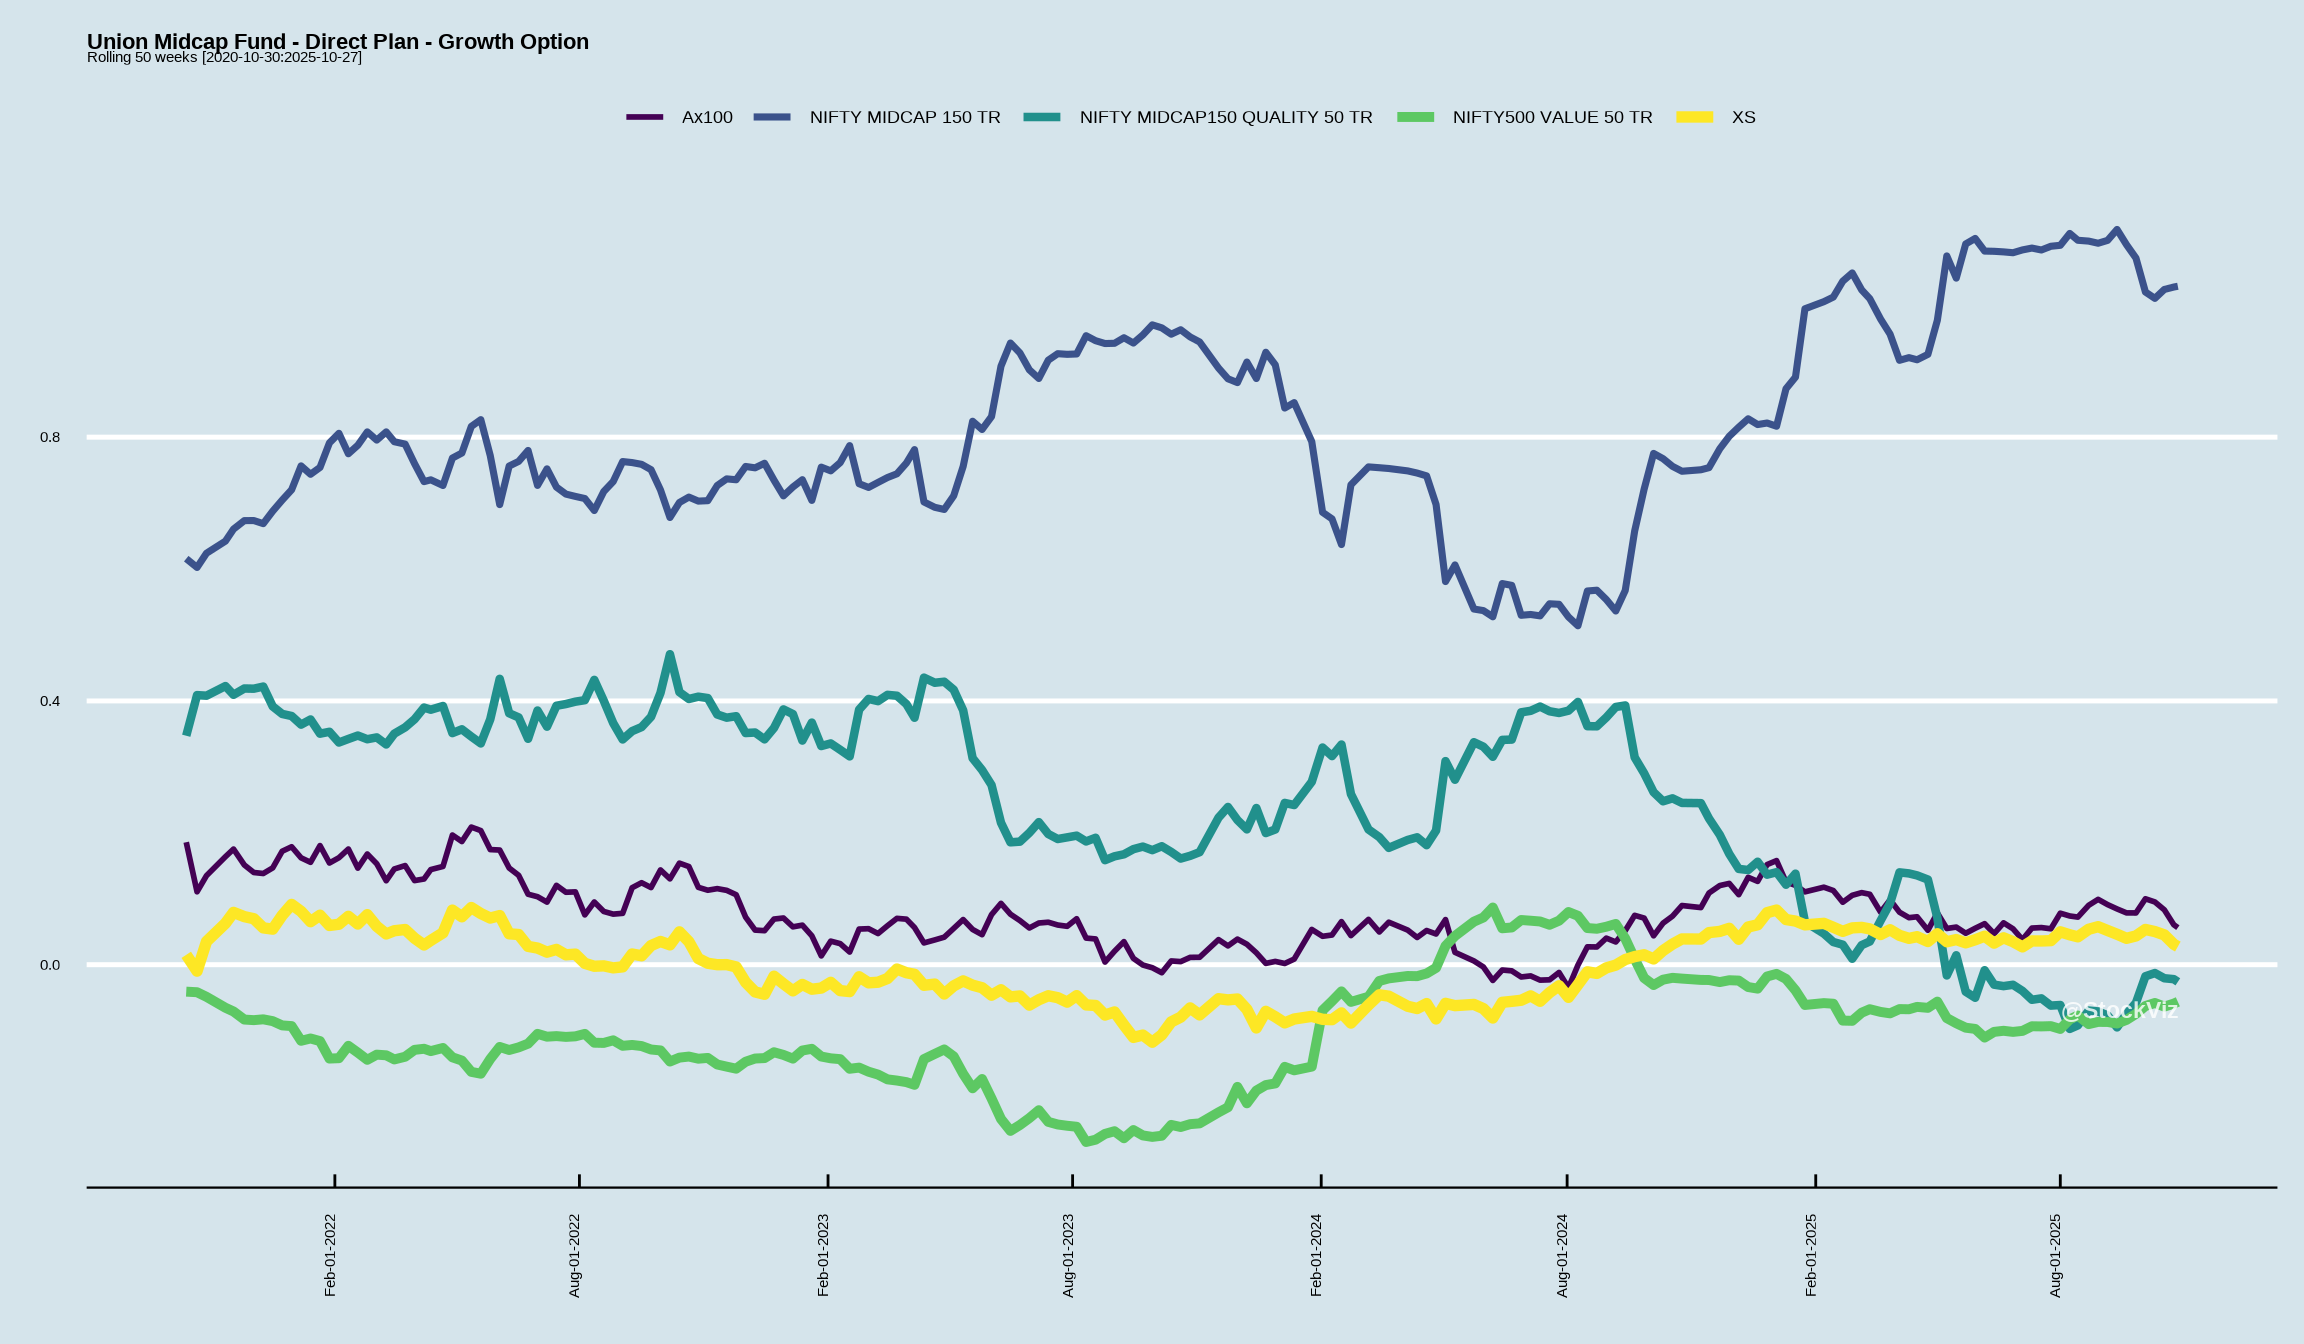 Union Midcap Fund - Direct Plan - Growth Option
Rolling 50 weeks [2020-10-30:2025-10-27]
Ax100 NIFTY MIDCAP 150 TR NIFTY MIDCAP150 QUALITY 50 TR NIFTY500 VALUE 50 TR XS
0.8
0.4
0.0
@StockViz
Feb-01-2022 Aug-01-2022 Feb-01-2023 Aug-01-2023 Feb-01-2024 Aug-01-2024 Feb-01-2025 Aug-01-2025